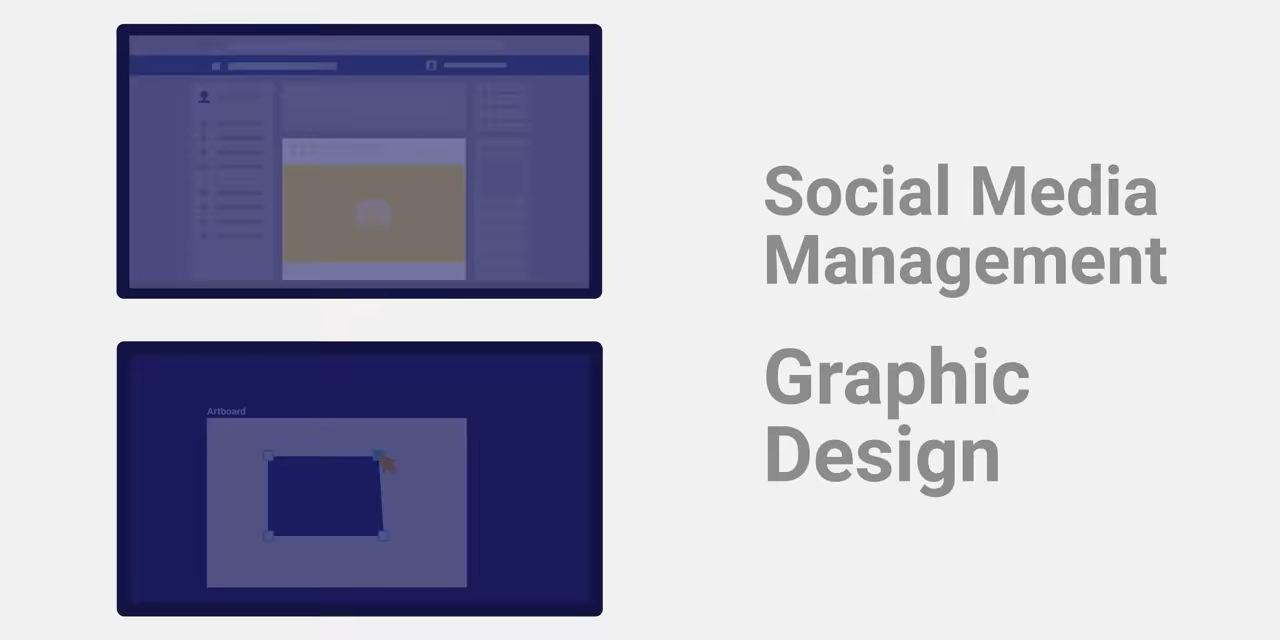 Social Media
Management
Artboard
Graphic
Design